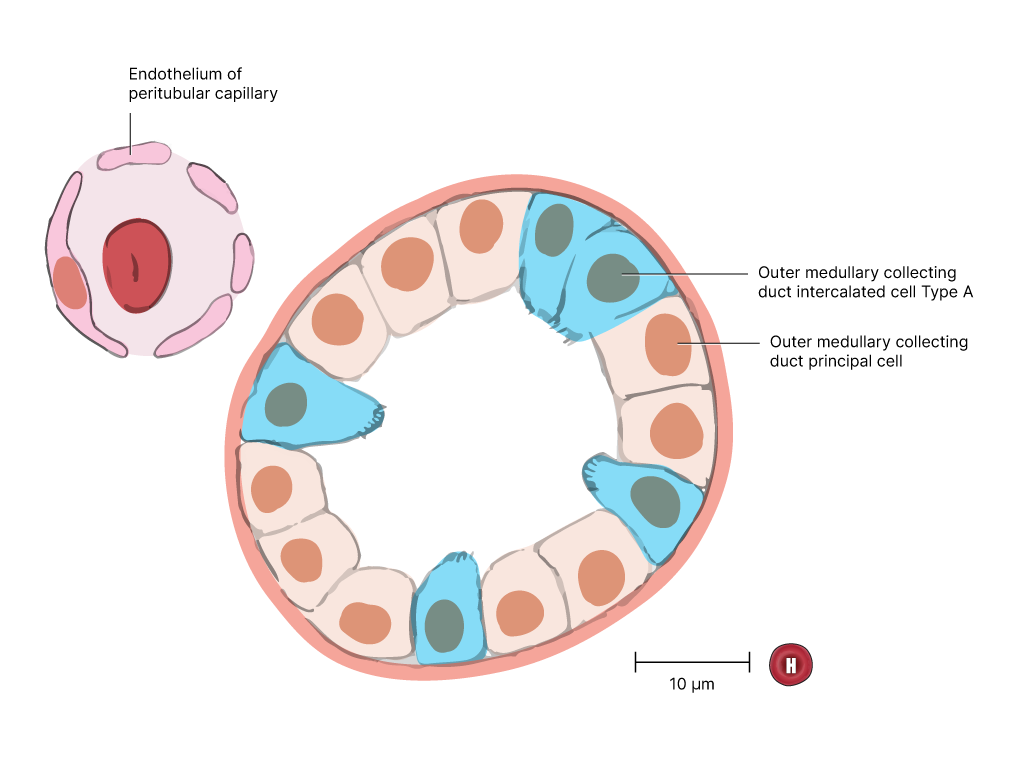 Endothelium of
peritubular capillary
Outer medullary collecting
duct intercalated cell Type A
Outer medullary collecting
duct principal cell
10 µm
H